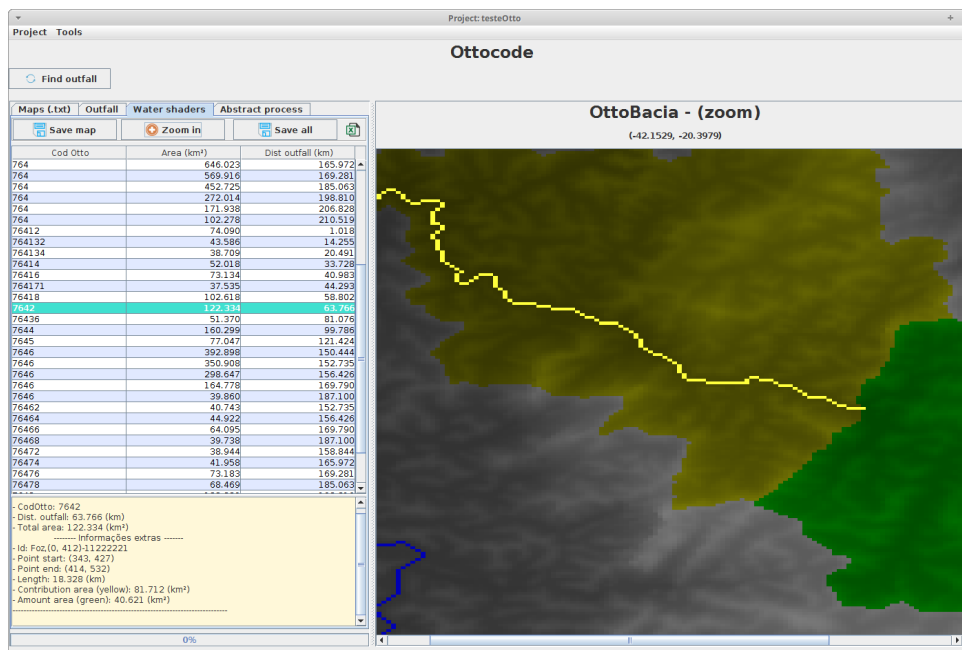 Project: testeOtto
Project Tools
Ottocode
Find outfall
Maps (.txt) Outfall Water shaders Abstract process
Save map Zoom in Save all
OttoBacia - (zoom)
(-42.1529, -20.3979)
Cod Otto Area (km²) Dist outfall (km)
764 646.023 165.972
764 569.916 169.281
764 452.725 185.063
764 272.014 198.810
764 171.938 206.828
764 102.278 210.519
76412 74.090 1.018
764132 43.586 14.255
764134 38.709 20.491
76414 52.018 33.728
76416 73.134 40.983
764171 37.535 44.293
76418 102.618 58.802
7642 122.334 63.766
76436 51.370 81.076
7644 160.299 99.786
7645 77.047 121.424
7646 392.898 150.444
7646 350.908 152.735
7646 298.647 156.426
7646 164.778 169.790
7646 39.860 187.100
76462 40.743 152.735
76464 44.922 156.426
76466 64.095 169.790
76468 39.738 187.100
76472 38.944 158.844
76474 41.958 165.972
76476 73.183 169.281
76478 68.469 185.063
- CodOtto: 7642
- Dist. outfall: 63.766 (km)
- Total area: 122.334 (km²)
-------- Informações extras -------
- Id: Foz,(0, 412)-11222221
- Point start: (343, 427)
- Point end: (414, 532)
- Length: 18.328 (km)
- Contribution area (yellow): 81.712 (km²)
- Amount area (green): 40.621 (km²)
0%